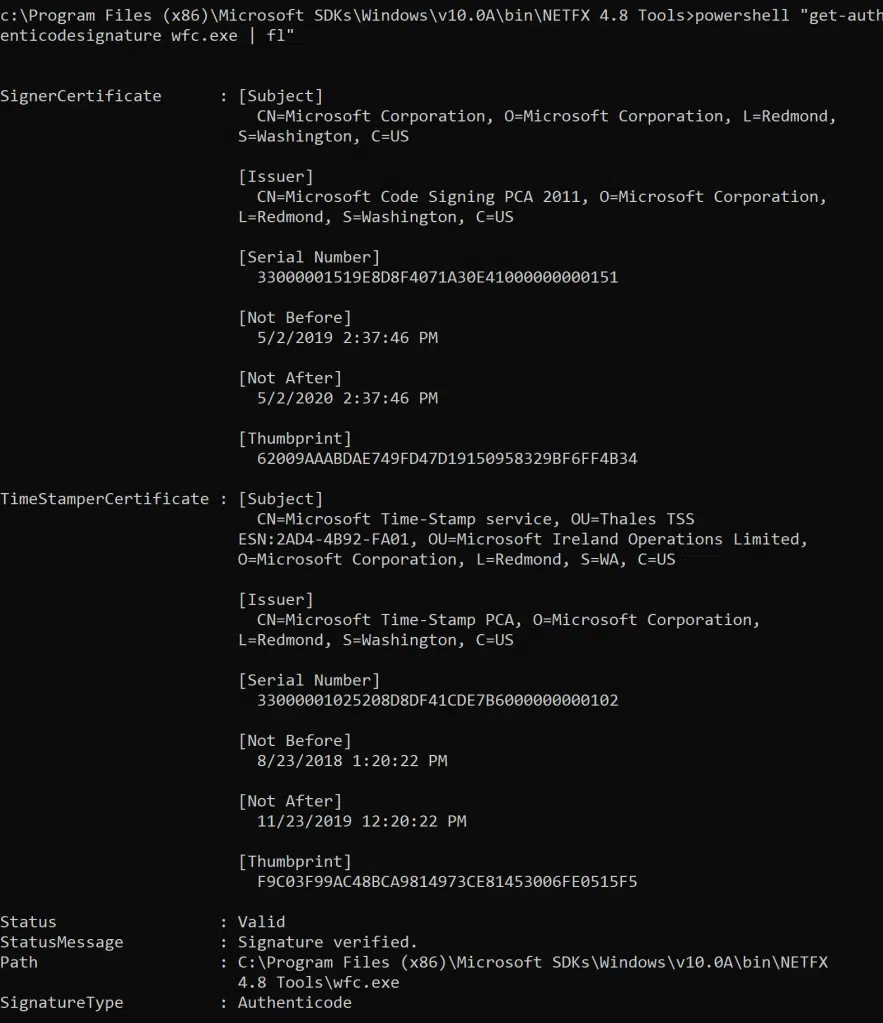 c:\Program Files (x86)\Microsoft SDKs\Windows\v10.0A\bin\NETFX 4.8 Tools>powershell "get-auth
enticodesignature wfc.exe | fl"
SignerCertificate : [Subject]
CN=Microsoft Corporation, O=Microsoft Corporation, L=Redmond,
S=Washington, C=US
[Issuer]
CN=Microsoft Code Signing PCA 2011, O=Microsoft Corporation,
L=Redmond, S=Washington, C=US
[Serial Number]
33000001519E8D8F4071A30E41000000000151
[Not Before]
5/2/2019 2:37:46 PM
[Not After]
5/2/2020 2:37:46 PM
[Thumbprint]
62009AAABDAE749FD47D19150958329BF6FF4B34
TimeStamperCertificate : [Subject]
CN=Microsoft Time-Stamp service, OU=Thales TSS
ESN:2AD4-4B92-FA01, OU=Microsoft Ireland Operations Limited,
O=Microsoft Corporation, L=Redmond, S=WA, C=US
[Issuer]
CN=Microsoft Time-Stamp PCA, O=Microsoft Corporation,
L=Redmond, S=Washington, C=US
[Serial Number]
33000001025208D8DF41CDE7B6000000000102
[Not Before]
8/23/2018 1:20:22 PM
[Not After]
11/23/2019 12:20:22 PM
[Thumbprint]
F9C03F99AC48BCA9814973CE81453006FE0515F5
Status : Valid
StatusMessage : Signature verified.
Path : C:\Program Files (x86)\Microsoft SDKs\Windows\v10.0A\bin\NETFX
4.8 Tools\wfc.exe
SignatureType : Authenticode